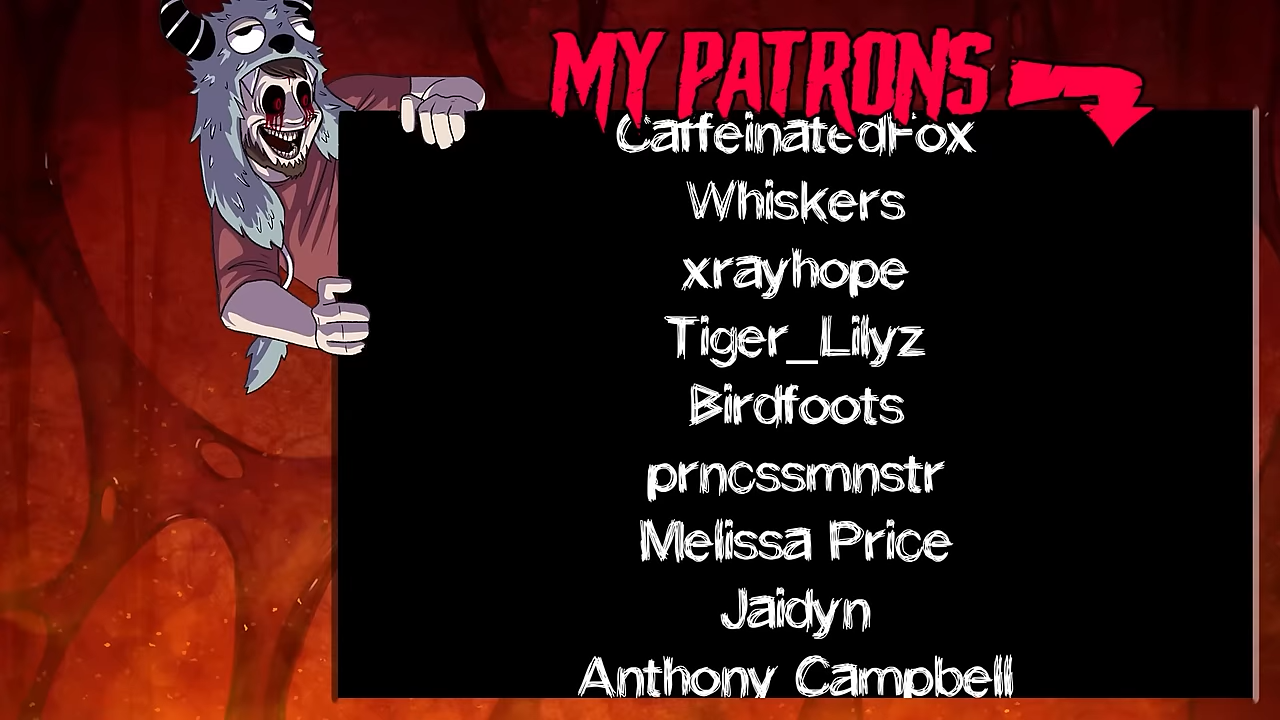 MY PATRONS
CaffeinatedFox
Whiskers
xrayhope
Tiger_Lilyz
Birdfoots
prncssmnstr
Melissa Price
Jaidyn
Anthony Campbell